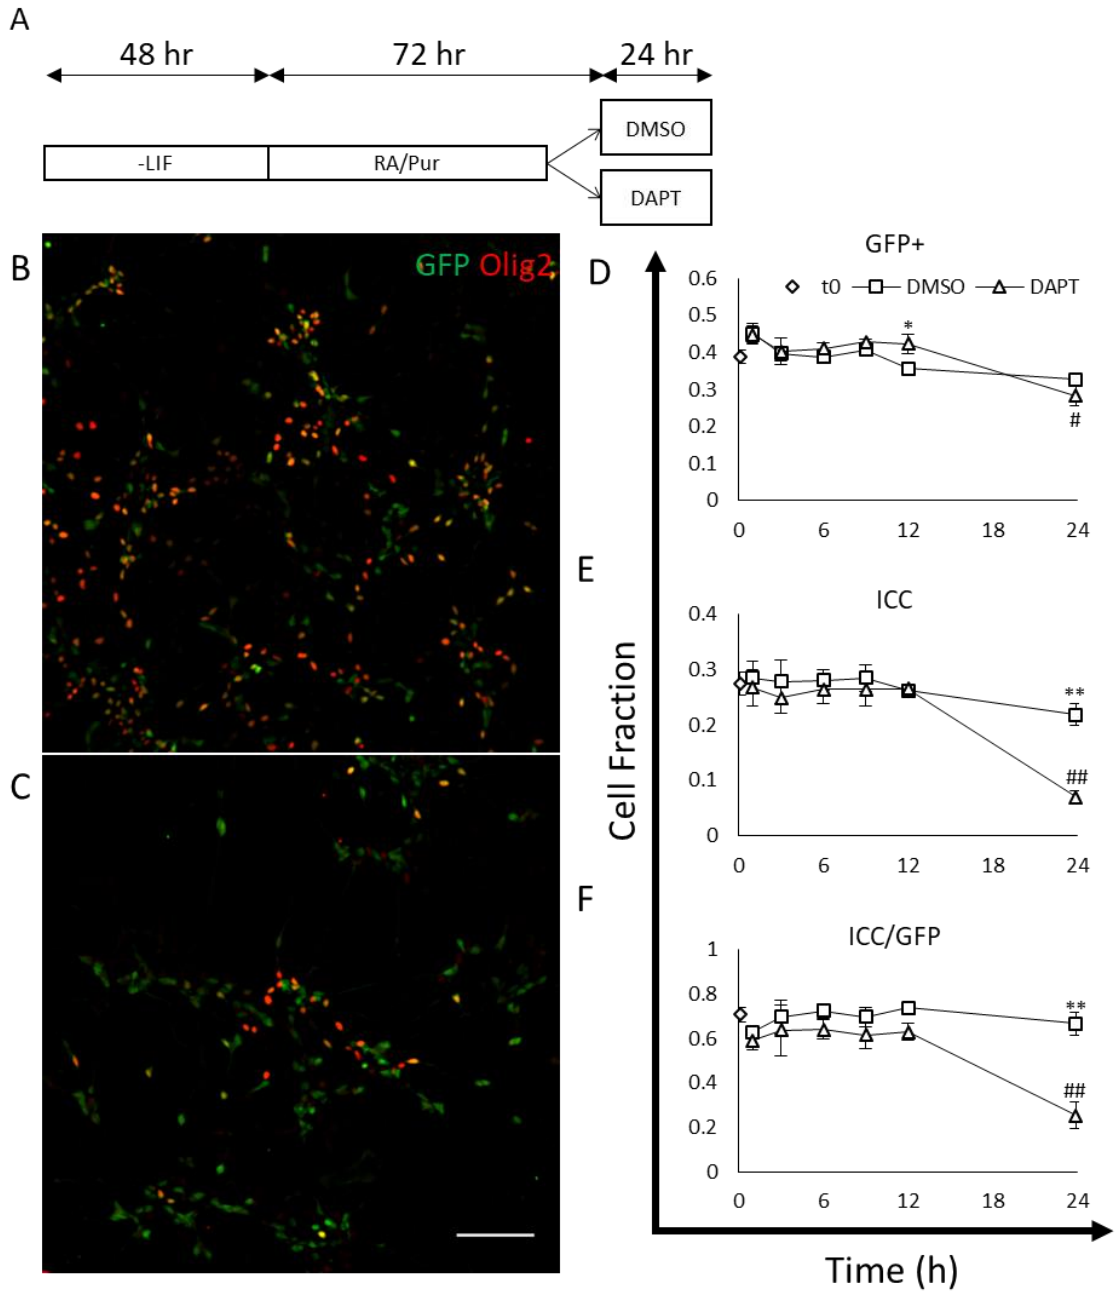 A
48 hr 72 hr 24 hr
-LIF RA/Pur DMSO
DAPT
B
GFP Olig2
C
D
GFP+
0.6
0.5
0.4
0.3
0.2
0.1
0
t0 DMSO DAPT
*
#
0 6 12 18 24
E
ICC
0.4
0.3
0.2
0.1
0
**
##
0 6 12 18 24
F
ICC/GFP
1
0.8
0.6
0.4
0.2
0
**
##
0 6 12 18 24
Cell Fraction
Time (h)